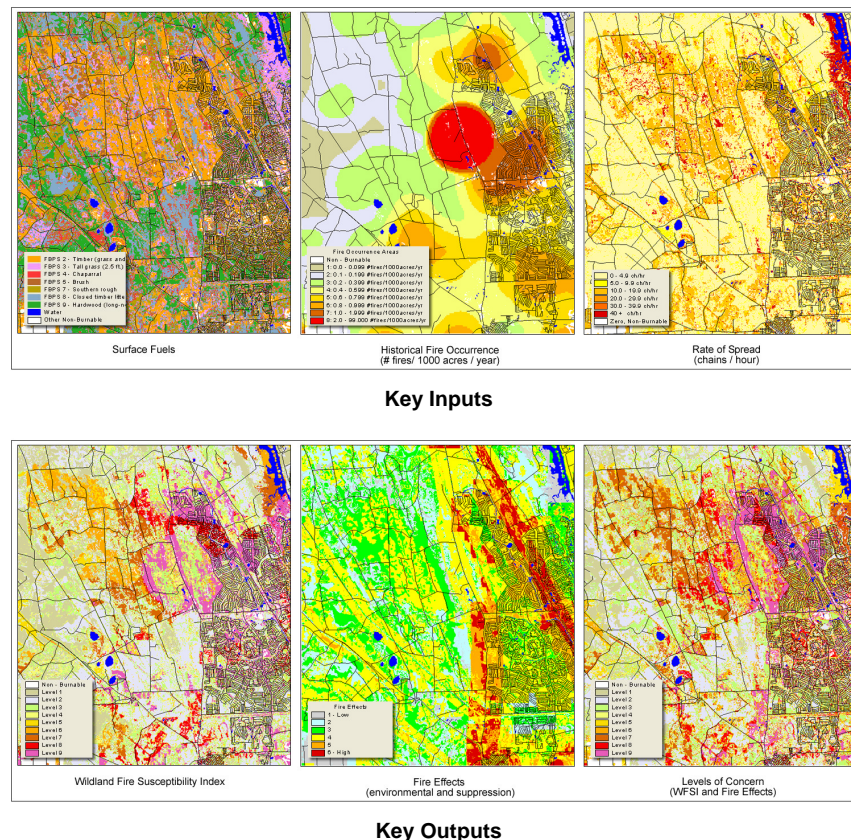 FBPS 2 - Timber (grass and
FBPS 3 - Tall grass (2.5 ft.)
FBPS 4 - Chaparral
FBPS 5 - Brush
FBPS 7 - Southern rough
FBPS 8 - Closed timber litte
FBPS 9 - Hardwood (long-ne
Water
Other Non-Burnable
Surface Fuels
Fire Occurrence Areas
Non - Burnable
1: 0.0 - 0.099 #fires/1000acres/yr
2: 0.1 - 0.199 #fires/1000acres/yr
3: 0.2 - 0.399 #fires/1000acres/yr
4: 0.4 - 0.599 #fires/1000acres/yr
5: 0.6 - 0.799 #fires/1000acres/yr
6: 0.8 - 0.999 #fires/1000acres/yr
7: 1.0 - 1.999 #fires/1000acres/yr
8: 2.0 - 99.000 #fires/1000acres/yr
Historical Fire Occurrence
(# fires/ 1000 acres / year)
0 - 4.9 ch/hr
5.0 - 9.9 ch/hr
10.0 - 19.9 ch/hr
20.0 - 29.9 ch/hr
30.0 - 39.9 ch/hr
40 + ch/hr
Zero, Non-Burnable
Rate of Spread
(chains / hour)
Key Inputs
Non - Burnable
Level 1
Level 2
Level 3
Level 4
Level 5
Level 6
Level 7
Level 8
Level 9
Wildland Fire Susceptibility Index
Fire Effects
1 - Low
2
3
4
5
6 - High
Fire Effects
(environmental and suppression)
Non - Burnable
Level 1
Level 2
Level 3
Level 4
Level 5
Level 6
Level 7
Level 8
Level 9
Levels of Concern
(WFSI and Fire Effects)
Key Outputs